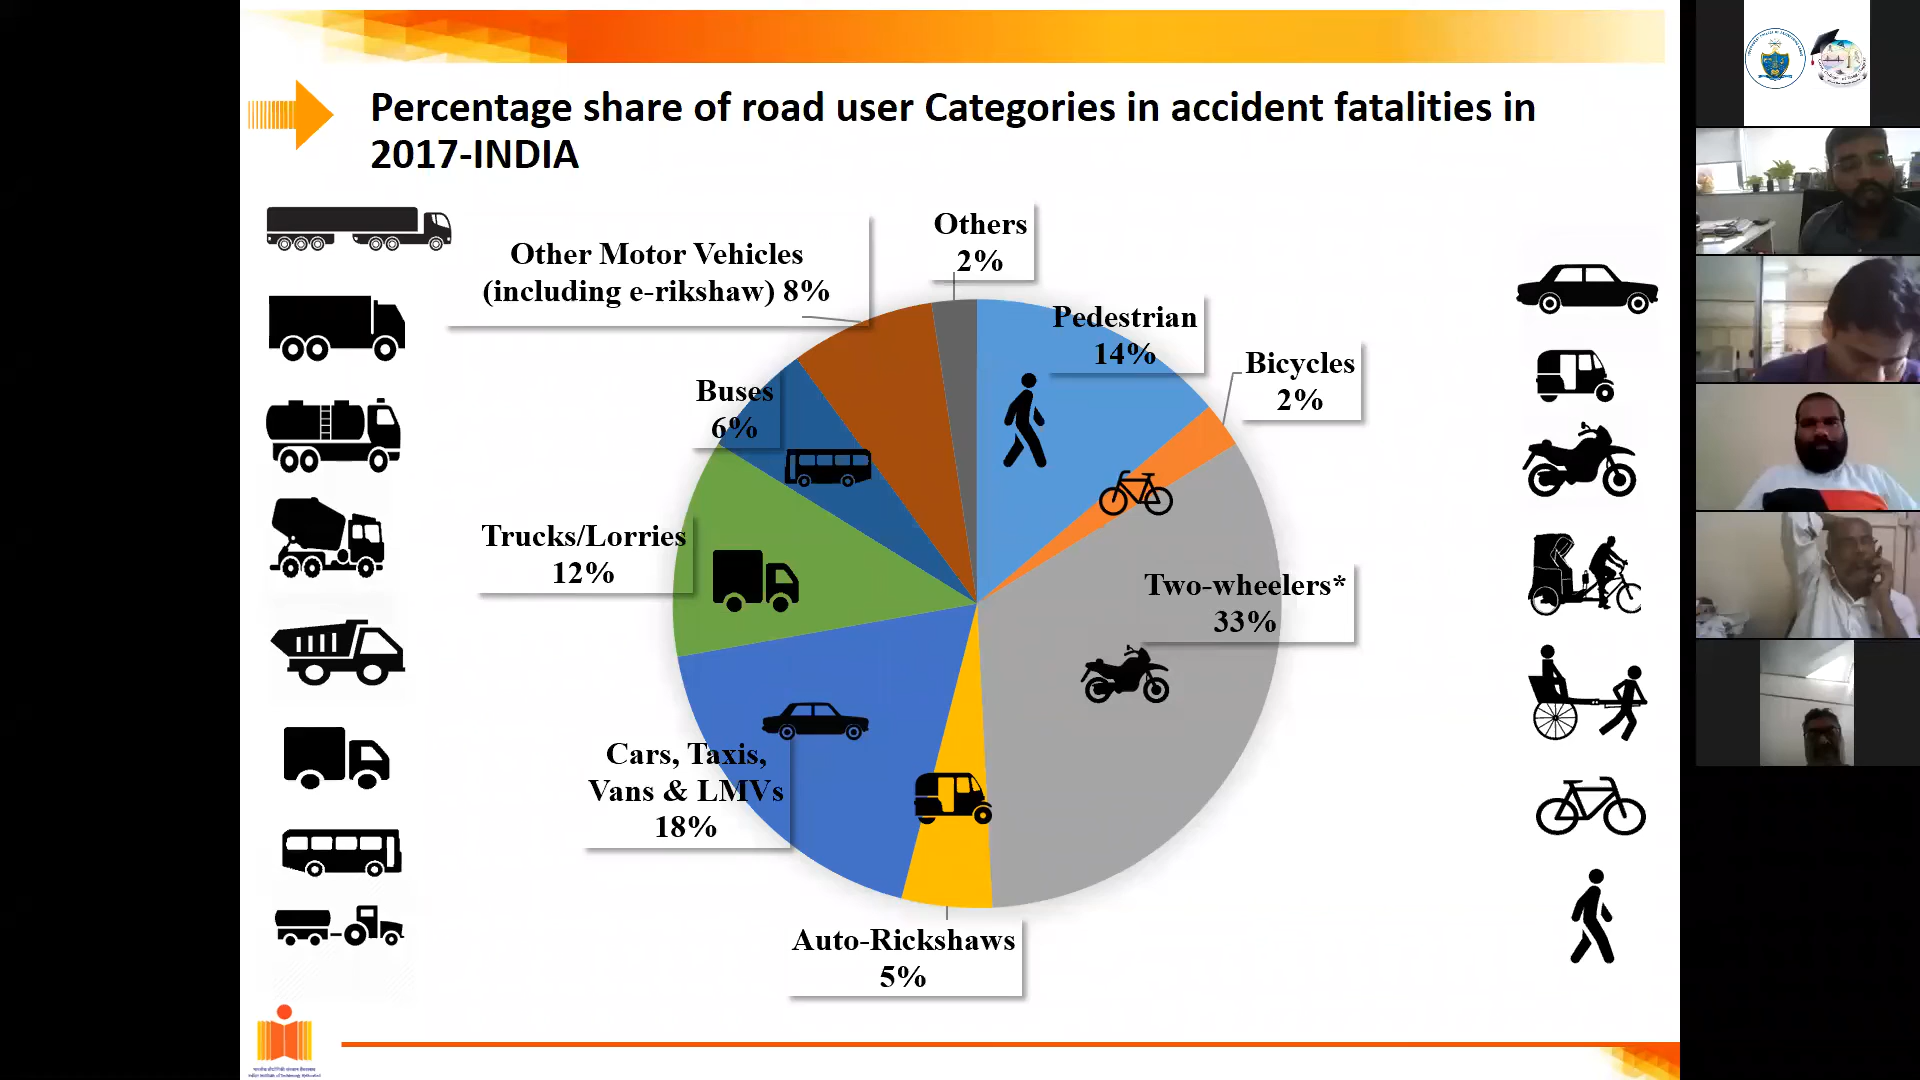 Percentage share of road user Categories in accident fatalities in
2017-INDIA
Others
2%
Other Motor Vehicles
(including e-rikshaw) 8%
Pedestrian
14%
Bicycles
2%
Buses
6%
Trucks/Lorries
12%
Two-wheelers*
33%
Cars, Taxis,
Vans & LMVs
18%
Auto-Rickshaws
5%